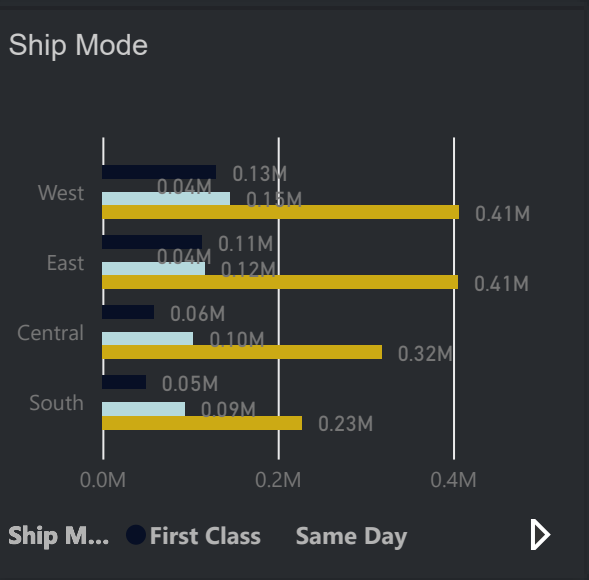 Ship Mode
0.13M
0.04M
West
0.15M
0.41M
0.11M
0.04M
East
0.12M
0.41M
0.06M
Central
0.10M
0.32M
0.05M
South
0.09M
0.23M
0.0M 0.2M 0.4M
Ship M... First Class Same Day